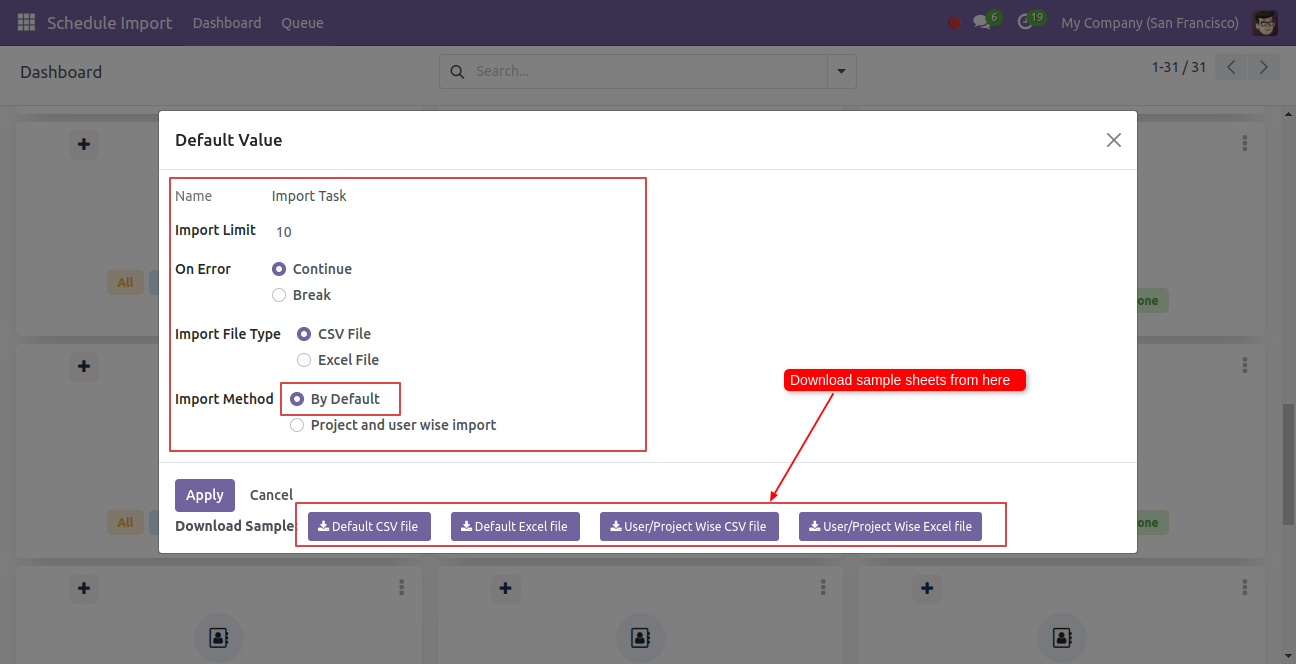 Schedule Import Dashboard Queue 6 19 My Company (San Francisco)
Dashboard Search... 1-31 / 31
Default Value
Name Import Task
Import Limit 10
On Error Continue
Break
Import File Type CSV File
Excel File
Import Method By Default
Project and user wise import
Download sample sheets from here
Apply Cancel
Download Sample: Default CSV file Default Excel file User/Project Wise CSV file User/Project Wise Excel file
All
All